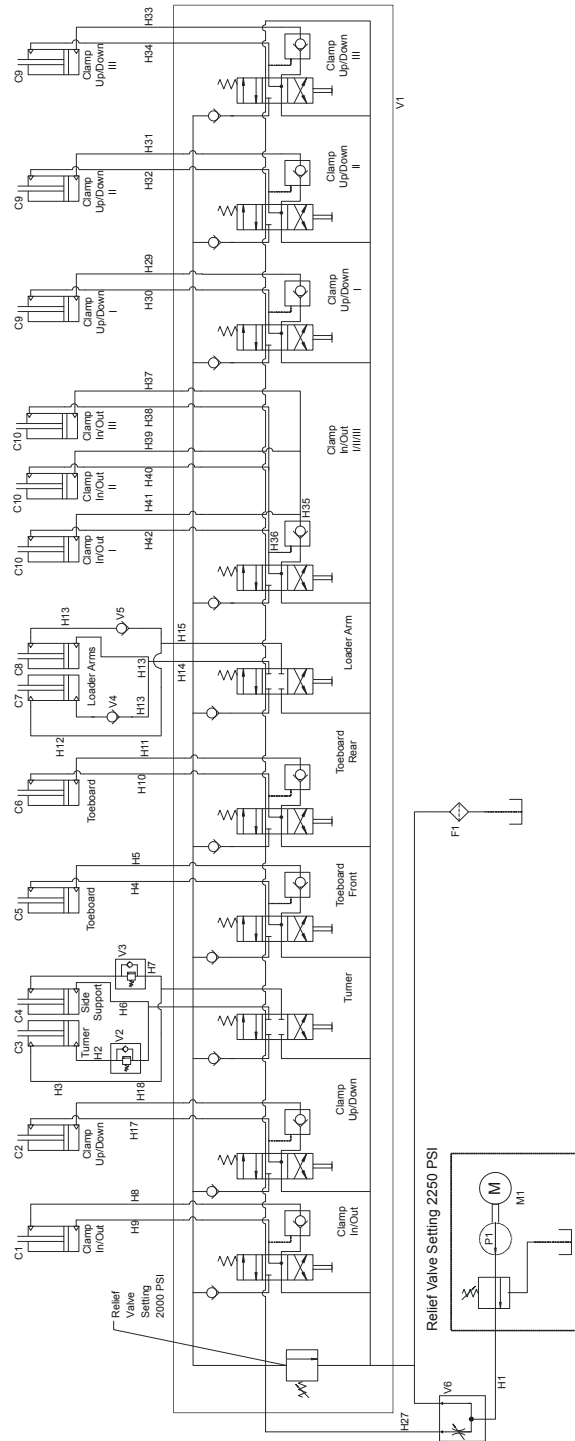 H33
H34
C9
Clamp
Up/Down
III
Clamp
Up/Down
III
V1
H31
H32
C9
Clamp
Up/Down
II
Clamp
Up/Down
II
H29
H30
C9
Clamp
Up/Down
I
Clamp
Up/Down
I
H37
H38
H39
H40
H41
H42
C10
Clamp
In/Out
III
C10
Clamp
In/Out
II
C10
Clamp
In/Out
I
H35
H36
Clamp
In/Out
I/II/III
H13
V5
H15
C8
C7
Loader Arms
H13
H14
V4
H13
H12
H11
Loader Arm
C6
Toeboard
H10
Toeboard
Rear
H5
H4
C5
Toeboard
Toeboard
Front
V3
H7
C4
Side
Support
H6
C3
Turner
H2
V2
H3
H18
Turner
C2
Clamp
Up/Down
H17
Clamp
Up/Down
C1
Clamp
In/Out
H8
H9
Clamp
In/Out
Relief
Valve
Setting
2000 PSI
F1
Relief Valve Setting 2250 PSI
M
M1
P1
V6
H1
H27